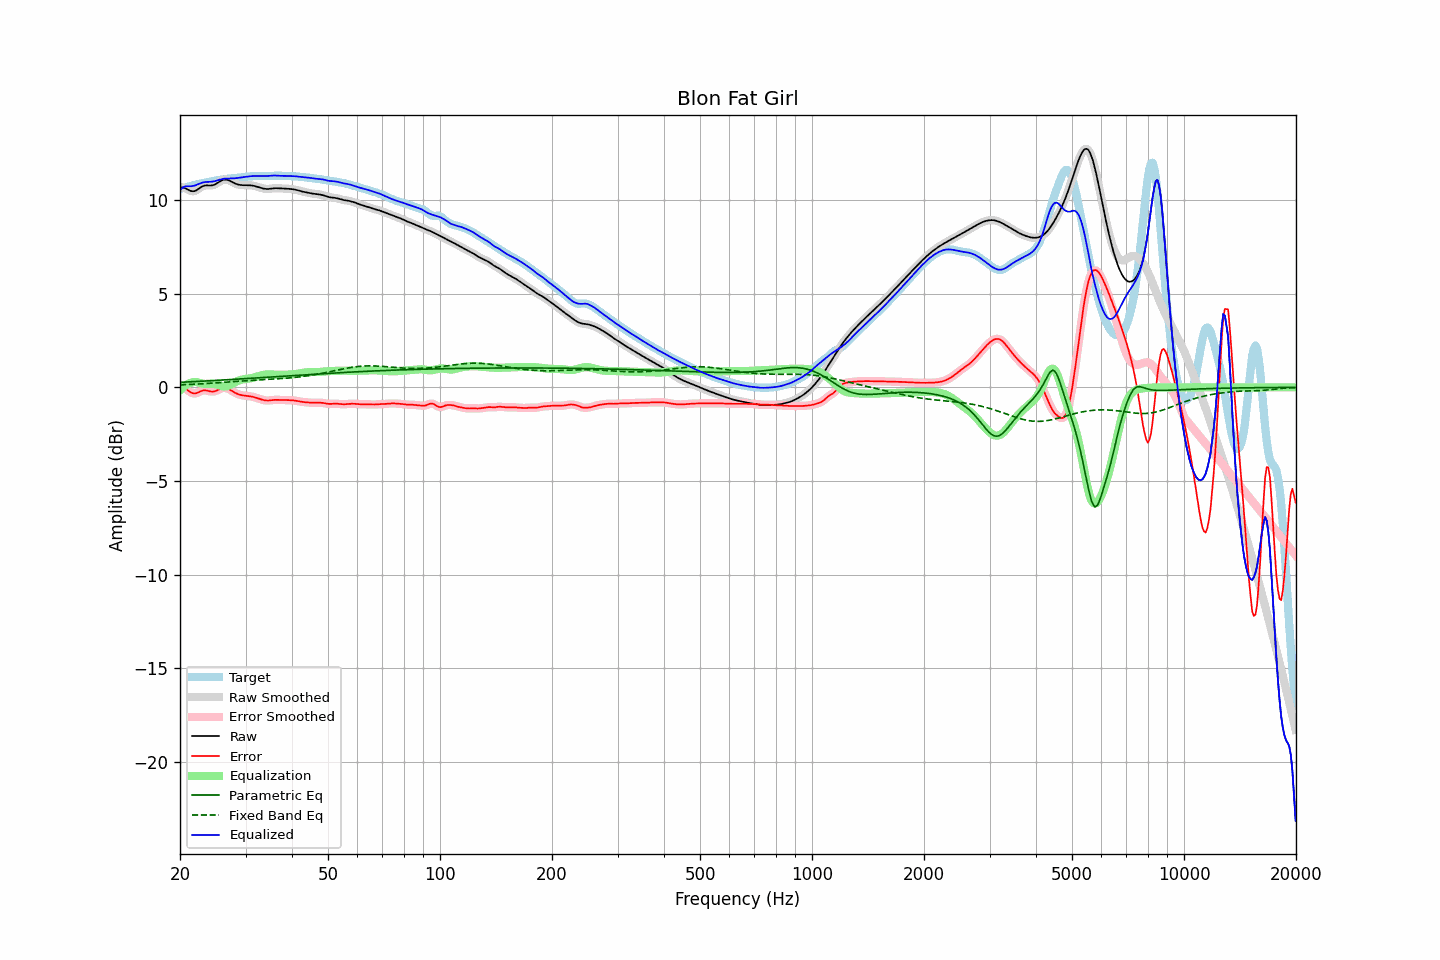 Blon Fat Girl
10
5
0
−5
−10
−15
−20
Amplitude (dBr)
Target
Raw Smoothed
Error Smoothed
Raw
Error
Equalization
Parametric Eq
Fixed Band Eq
Equalized
20 50 100 200 500 1000 2000 5000 10000 20000
Frequency (Hz)